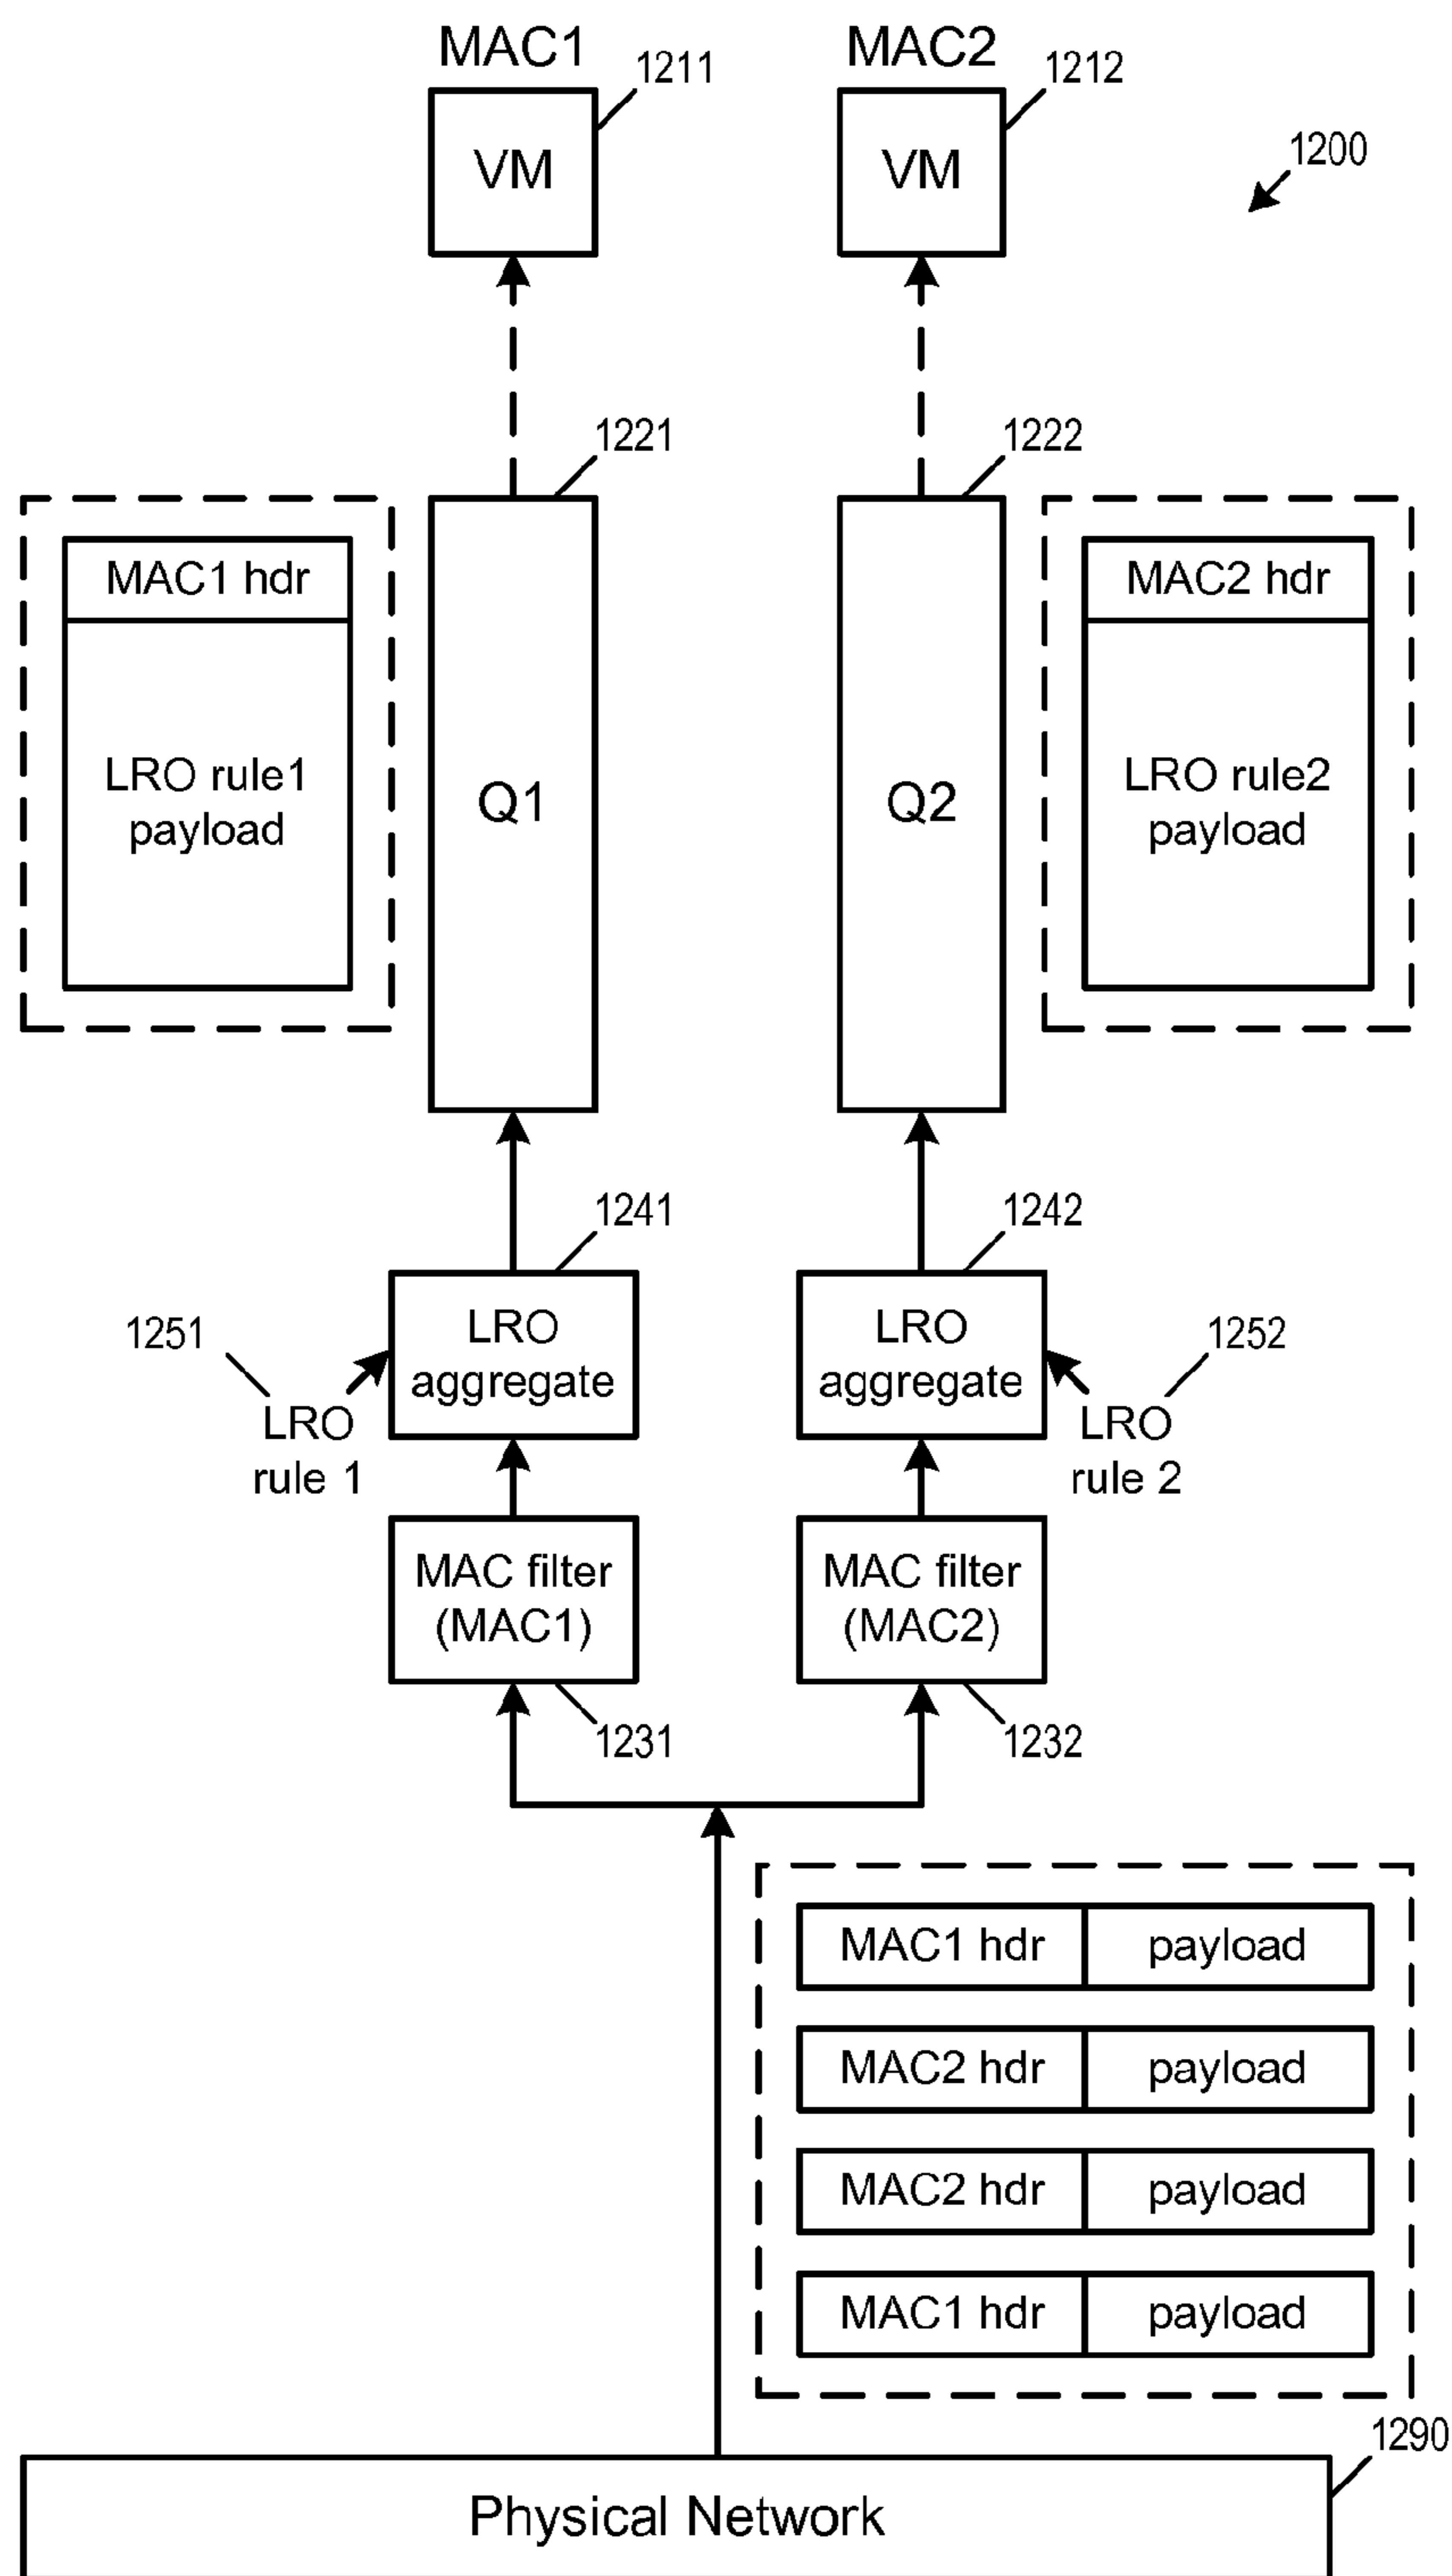 MAC1
MAC2
1211
1212
VM
VM
1200
1221
1222
MAC1 hdr
LRO rule1
payload
Q1
Q2
MAC2 hdr
LRO rule2
payload
1241
1242
1251
LRO
aggregate
LRO
aggregate
1252
LRO
rule 1
LRO
rule 2
MAC filter
(MAC1)
MAC filter
(MAC2)
1231
1232
MAC1 hdr payload
MAC2 hdr payload
MAC2 hdr payload
MAC1 hdr payload
1290
Physical Network